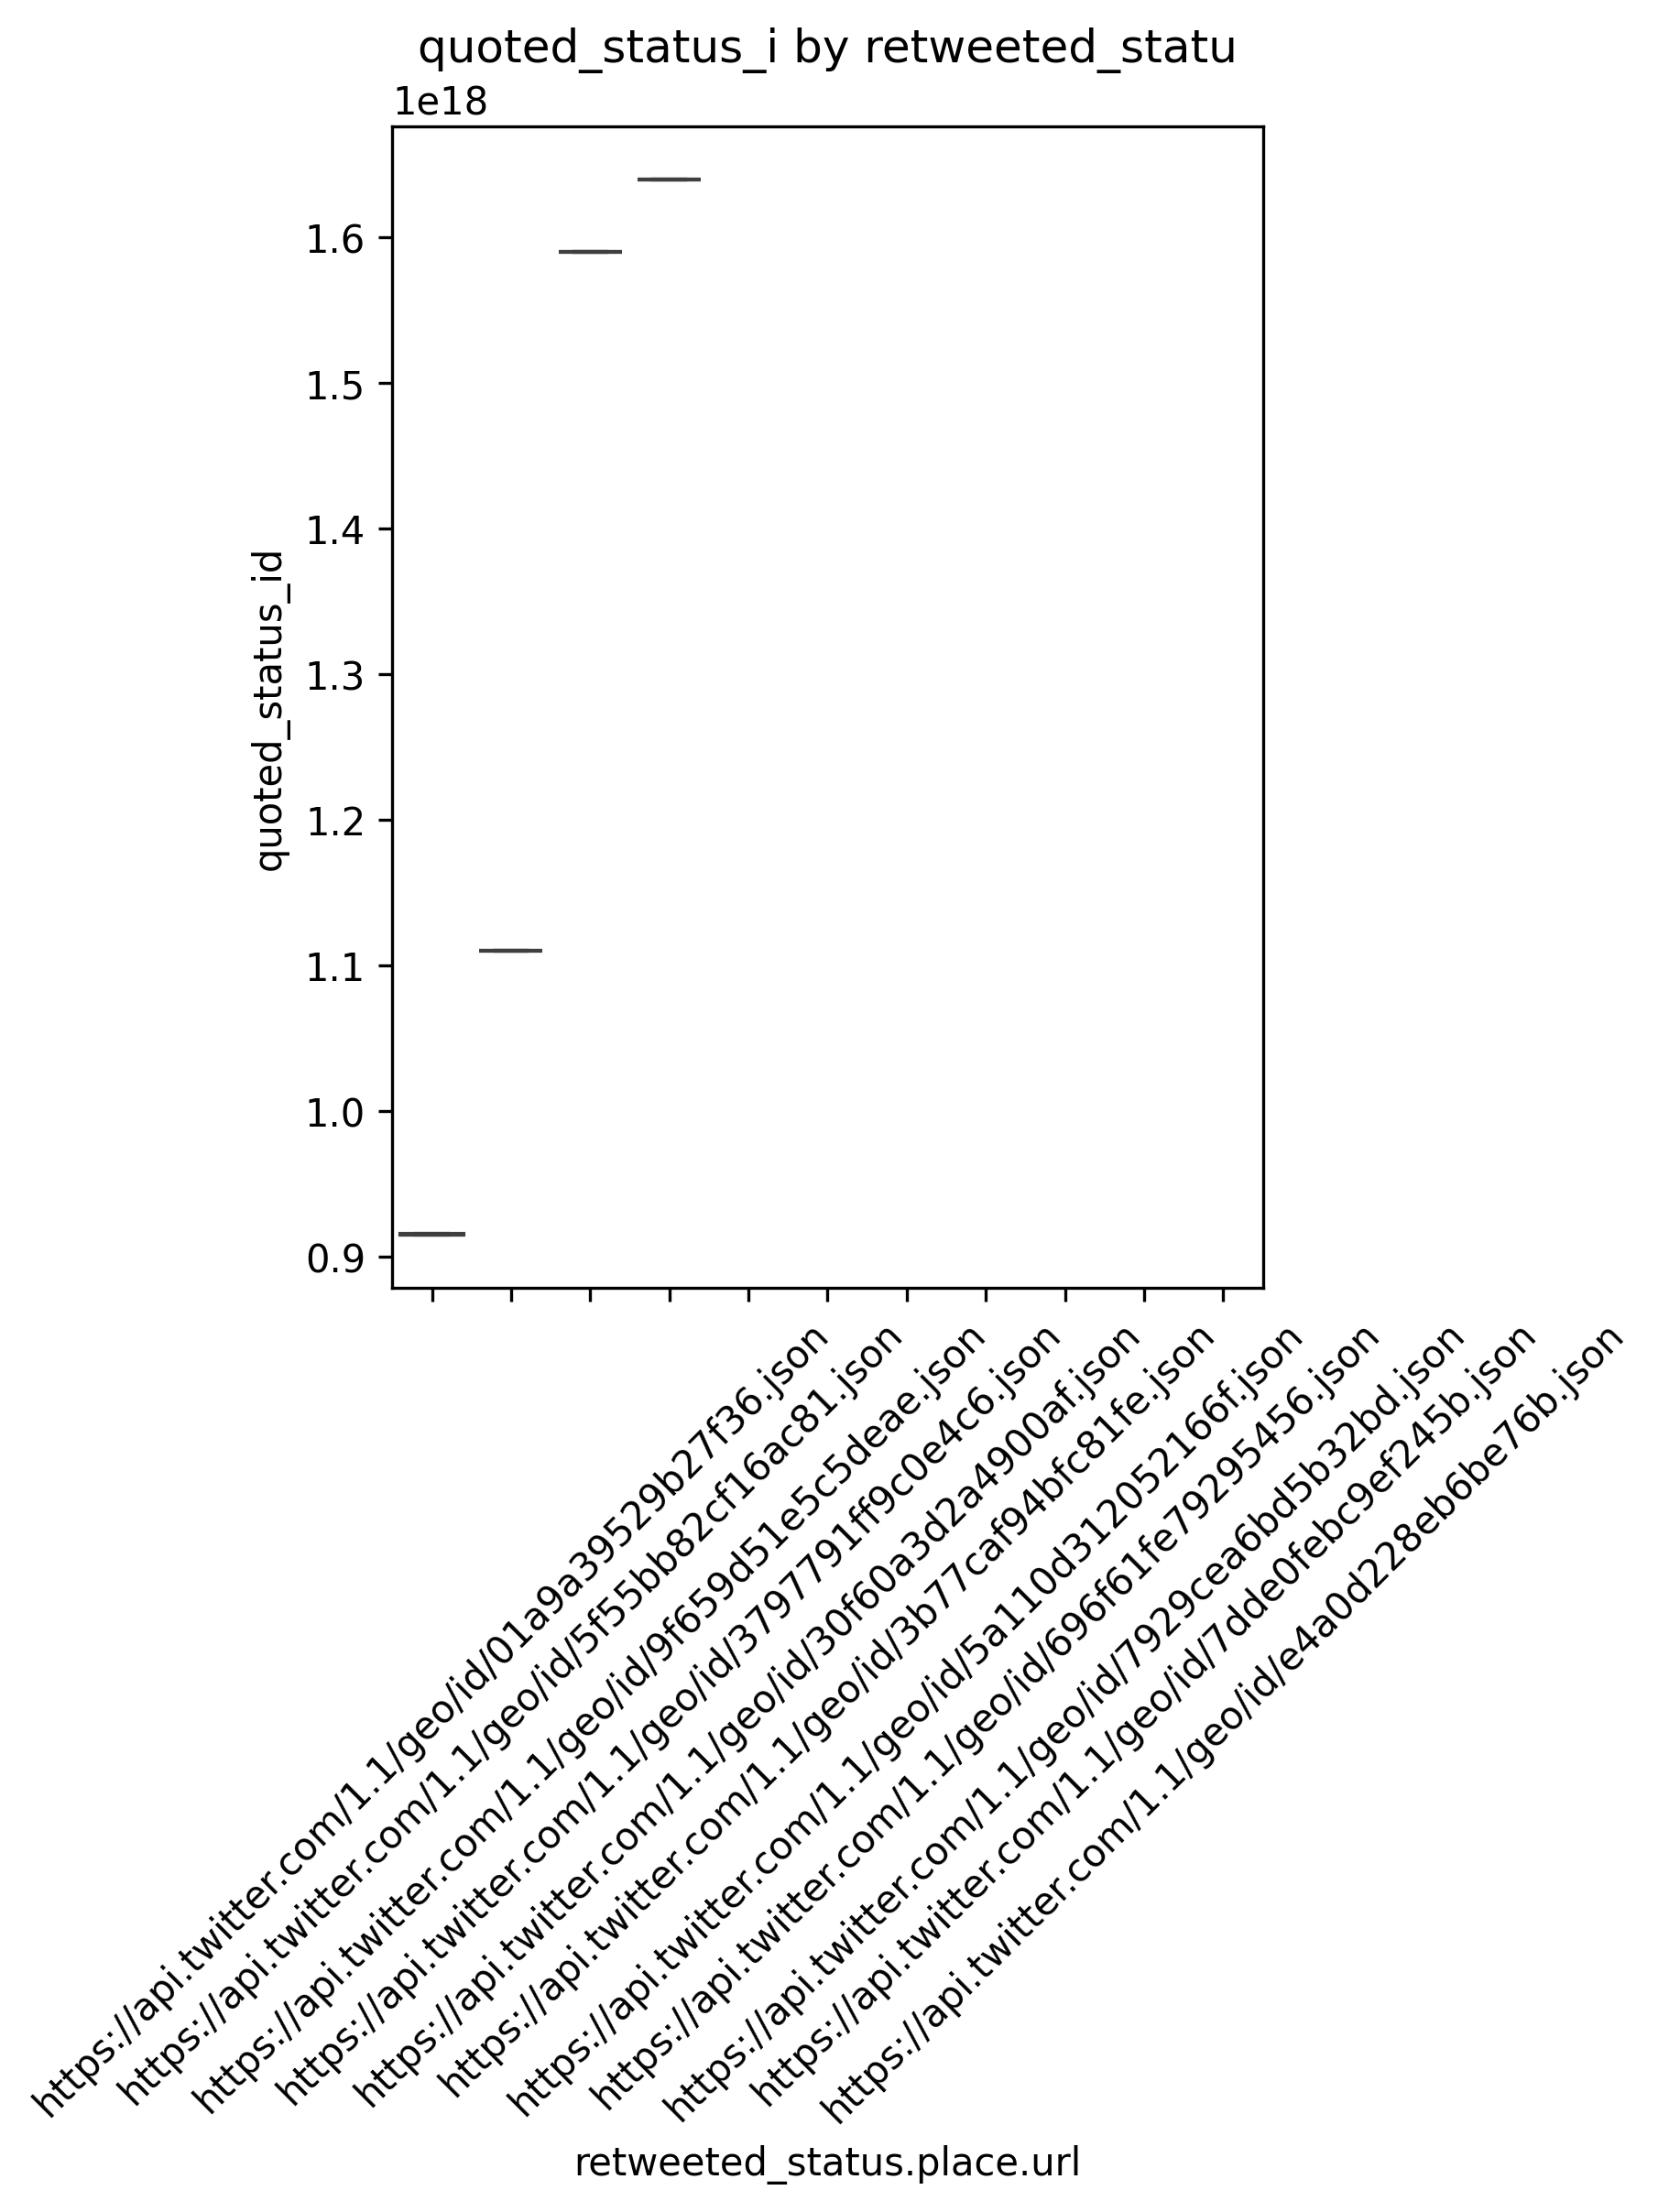 quoted_status_i by retweeted_statu
1e18
1.6
1.5
1.4
1.3
1.2
1.1
1.0
0.9
quoted_status_id
https://api.twitter.com/1.1/geo/id/01a9a39529b27f36.json
https://api.twitter.com/1.1/geo/id/5f55bb82cf16ac81.json
https://api.twitter.com/1.1/geo/id/9f659d51e5c5deae.json
https://api.twitter.com/1.1/geo/id/3797791ff9c0e4c6.json
https://api.twitter.com/1.1/geo/id/30f60a3d2a4900af.json
https://api.twitter.com/1.1/geo/id/3b77caf94bfc81fe.json
https://api.twitter.com/1.1/geo/id/5a110d312052166f.json
https://api.twitter.com/1.1/geo/id/696f61fe79295456.json
https://api.twitter.com/1.1/geo/id/7929cea6bd5b32bd.json
https://api.twitter.com/1.1/geo/id/7dde0febc9ef245b.json
https://api.twitter.com/1.1/geo/id/e4a0d228eb6be76b.json
retweeted_status.place.url